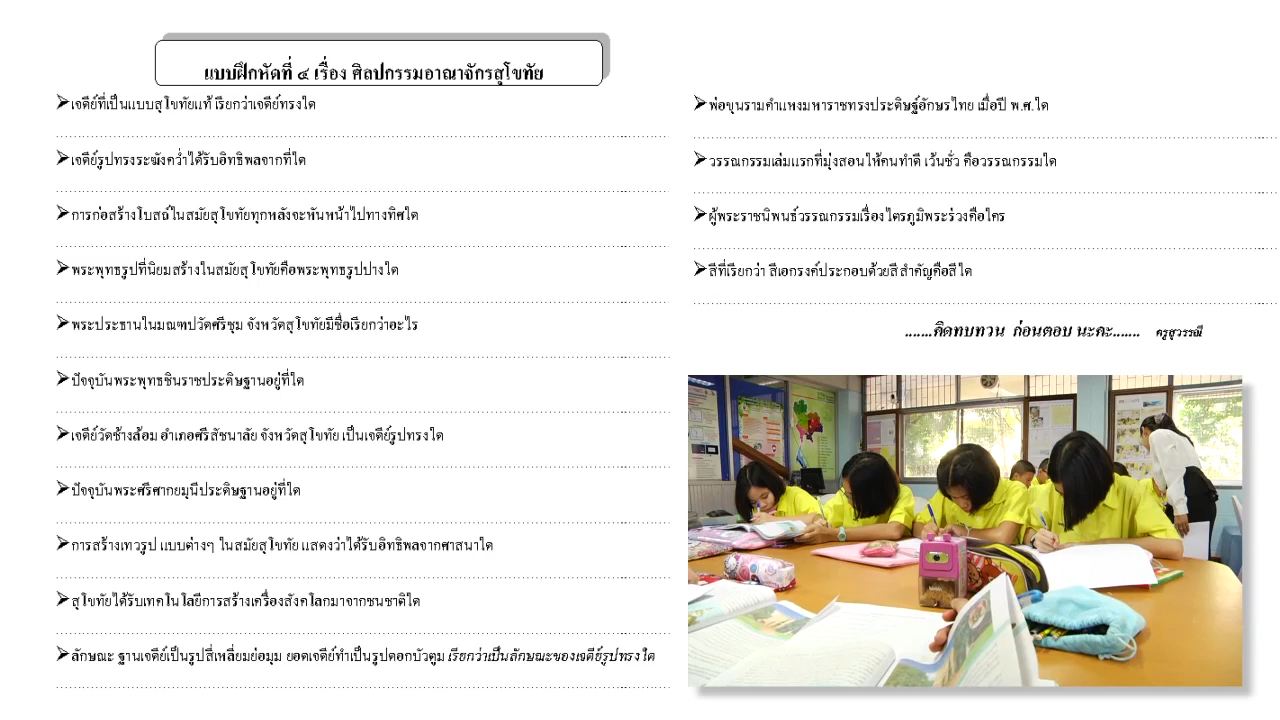 แบบฝึกหัดที่ ๔ เรื่อง ศิลปกรรมอาณาจักรสุโขทัย
เจดีย์ที่เป็นแบบสุโขทัยแท้ เรียกว่าเจดีย์ทรงใด
เจดีย์รูปทรงระฆังคว่ำได้รับอิทธิพลจากที่ใด
การก่อสร้างโบสถ์ในสมัยสุโขทัยทุกหลังจะหันหน้าไปทางทิศใด
พระพุทธรูปที่นิยมสร้างในสมัยสุโขทัยคือพระพุทธรูปปางใด
พระประธานในมณฑปวัดศรีชุม จังหวัดสุโขทัยมีชื่อเรียกว่าอะไร
ปัจจุบันพระพุทธชินราชประดิษฐานอยู่ที่ใด
เจดีย์วัดช้างล้อม อำเภอศรีสัชนาลัย จังหวัดสุโขทัย เป็นเจดีย์รูปทรงใด
ปัจจุบันพระศรีศากยมุนีประดิษฐานอยู่ที่ใด
การสร้างเทวรูป แบบต่างๆ ในสมัยสุโขทัย แสดงว่าได้รับอิทธิพลจากศาสนาใด
สุโขทัยได้รับเทคโนโลยีการสร้างเครื่องสังคโลกมาจากชนชาติใด
ลักษณะ ฐานเจดีย์เป็นรูปสี่เหลี่ยมย่อมุม ยอดเจดีย์ทำเป็นรูปดอกบัวตูม เรียกว่าเป็นลักษณะของเจดีย์รูปทรงใด
พ่อขุนรามคำแหงมหาราชทรงประดิษฐ์อักษรไทย เมื่อปี พ.ศ.ใด
วรรณกรรมเล่มแรกที่มุ่งสอนให้คนทำดี เว้นชั่ว คือวรรณกรรมใด
ผู้พระราชนิพนธ์วรรณกรรมเรื่องไตรภูมิพระร่วงคือใคร
สีที่เรียกว่า สีเอกรงค์ประกอบด้วยสีสำคัญคือสีใด
.......คิดทบทวน ก่อนตอบ นะคะ....... ครูสุวรรณี